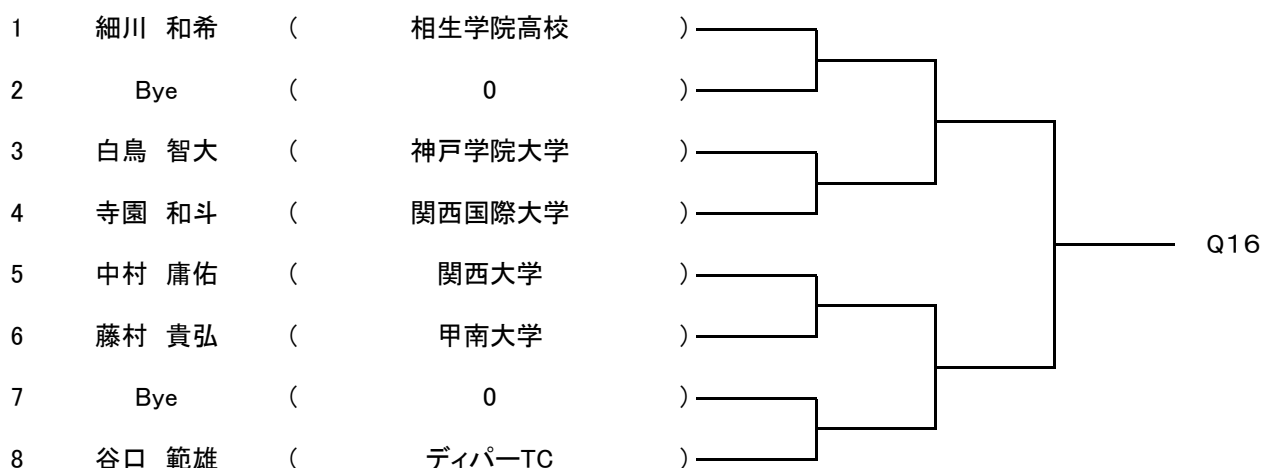 1 細川 和希 ( 相生学院高校 )
2 Bye ( 0 )
3 白鳥 智大 ( 神戸学院大学 )
4 寺園 和斗 ( 関西国際大学 )
Q16
5 中村 庸佑 ( 関西大学 )
6 藤村 貴弘 ( 甲南大学 )
7 Bye ( 0 )
8 谷口 範雄 ( ディパーTC )